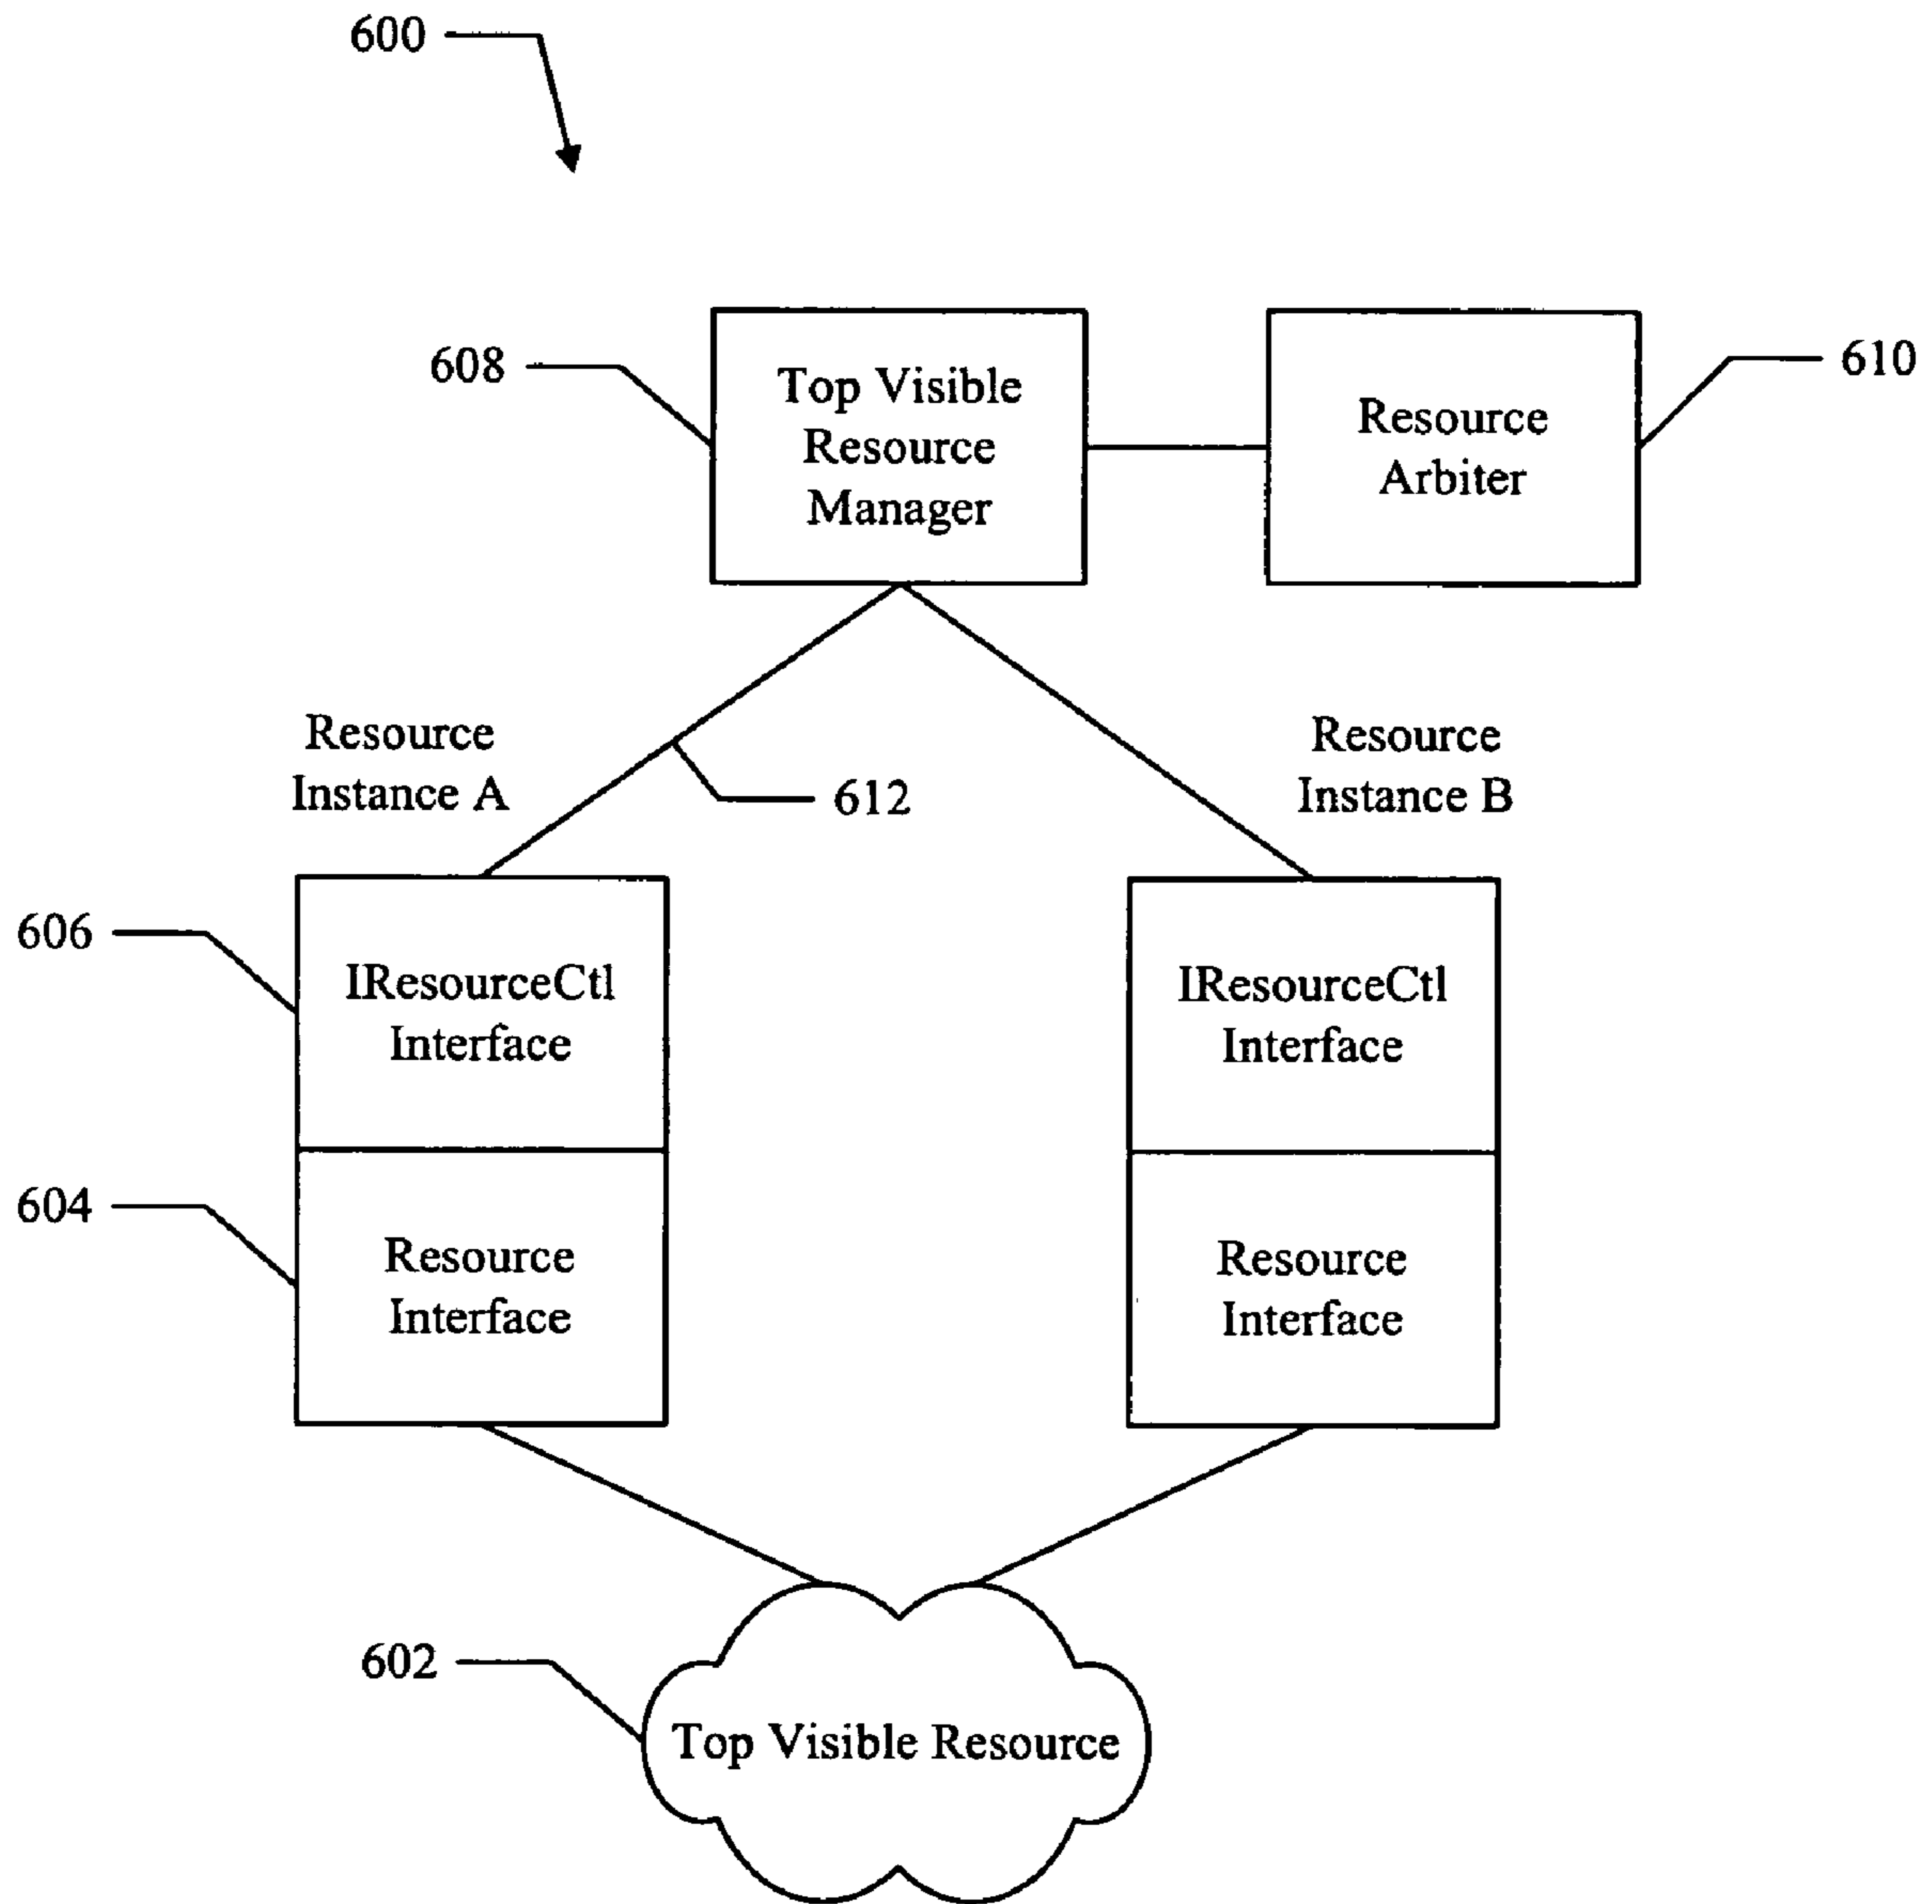 600
608
Top Visible
Resource
Manager
Resource
Arbiter
610
Resource
Instance A
612
Resource
Instance B
606
IResourceCtl
Interface
IResourceCtl
Interface
604
Resource
Interface
Resource
Interface
602
Top Visible Resource